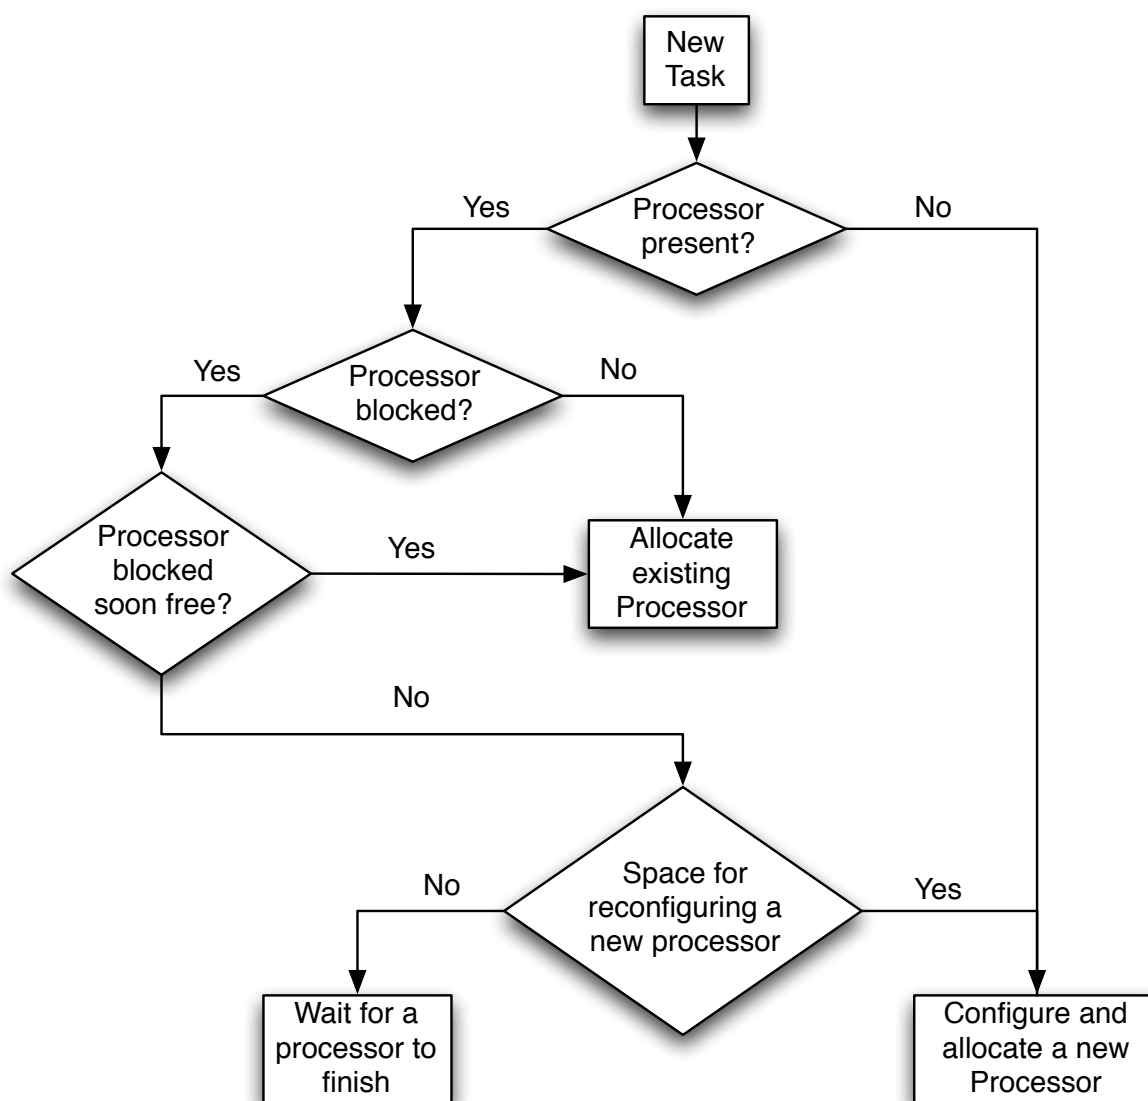 New
Task
Yes
Processor
present?
No
Yes
Processor
blocked?
No
Processor
blocked
soon free?
Yes
Allocate
existing
Processor
No
No
Space for
reconfiguring a
new processor
Yes
Wait for a
processor to
finish
Configure and
allocate a new
Processor